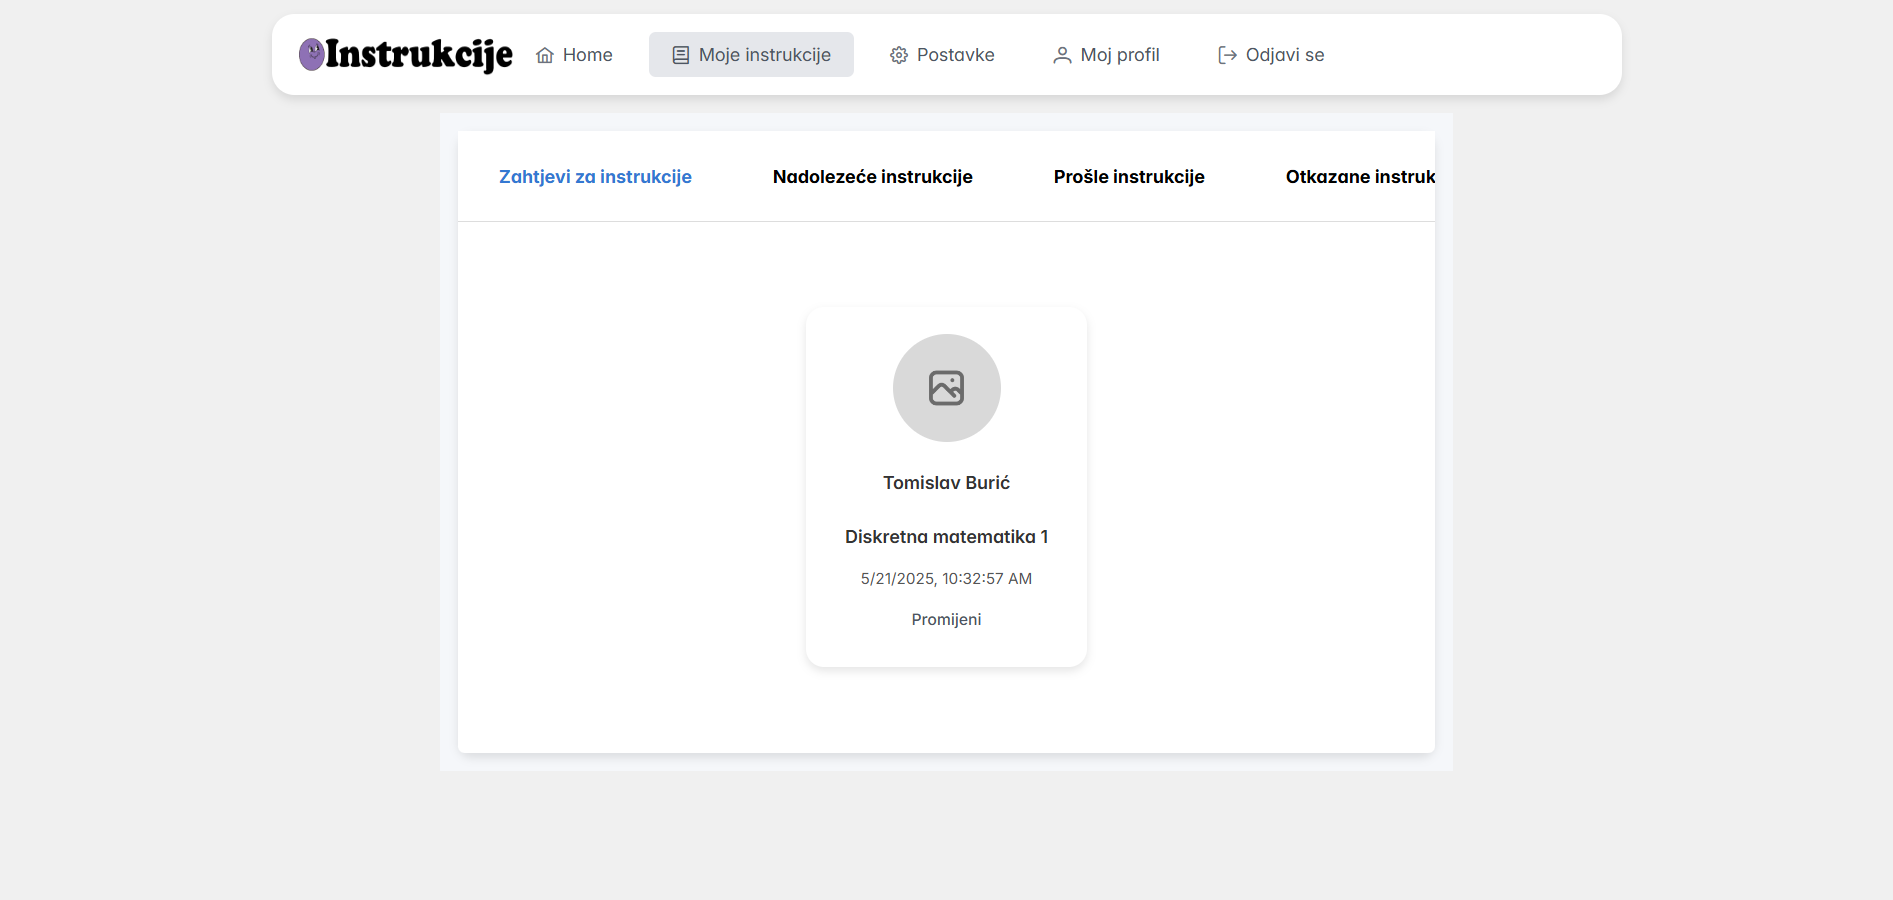 Instrukcije Home Moje instrukcije Postavke Moj profil Odjavi se
Zahtjevi za instrukcije Nadolezeće instrukcije Prošle instrukcije Otkazane instruk
Tomislav Burić
Diskretna matematika 1
5/21/2025, 10:32:57 AM
Promijeni